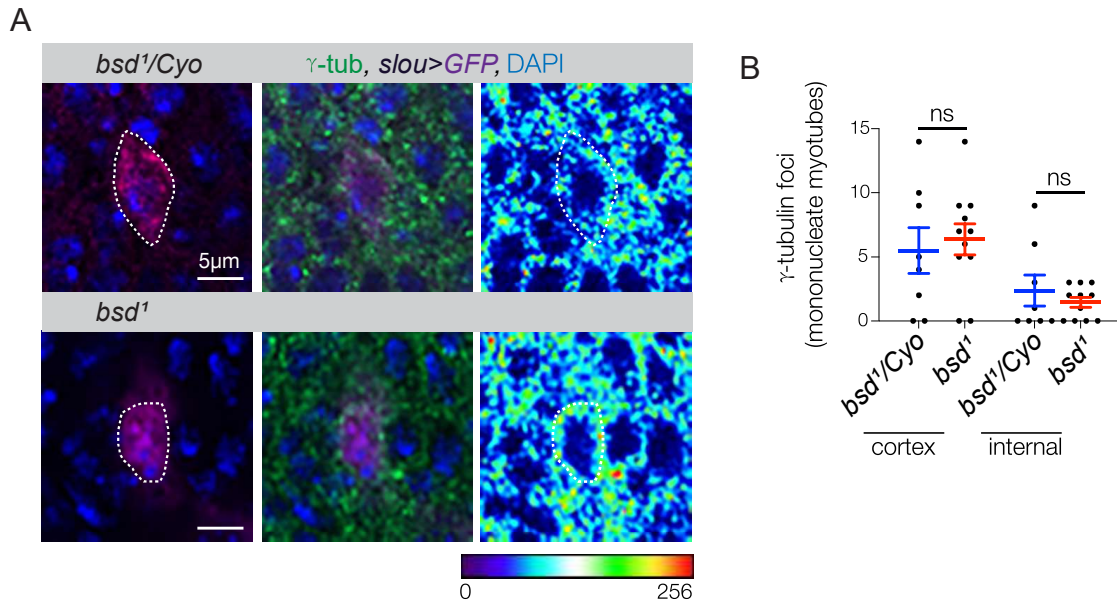 A
bsd¹/Cyo
γ-tub, slou>GFP, DAPI
5µm
bsd¹
0
256
B
γ-tubulin foci
(mononucleate myotubes)
15
10
5
0
ns
ns
bsd¹/Cyo
bsd¹
bsd¹/Cyo
bsd¹
cortex
internal